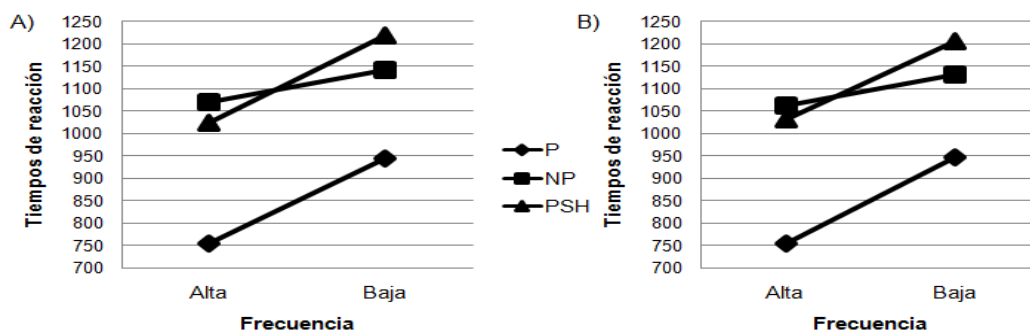 A)
Tiempos de reacción
1250
1200
1150
1100
1050
1000
950
900
850
800
750
700
Alta
Baja
Frecuencia
P
NP
PSH
B)
Tiempos de reacción
1250
1200
1150
1100
1050
1000
950
900
850
800
750
700
Alta
Baja
Frecuencia